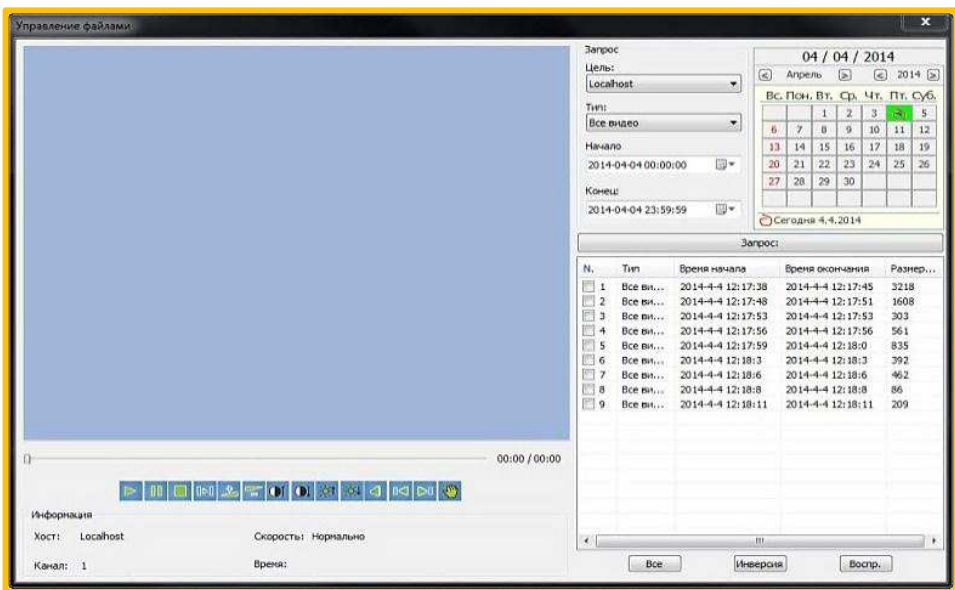 Управление файлами
x
Запрос
Цель:
Localhost
Тип:
Все видео
Начало
2014-04-04 00:00:00
Конец:
2014-04-04 23:59:59
04 / 04 / 2014
Апрель 2014
Вс. Пон. Вт. Ср. Чт. Пт. Суб.
1 2 3 4 5
6 7 8 9 10 11 12
13 14 15 16 17 18 19
20 21 22 23 24 25 26
27 28 29 30
Сегодня 4.4.2014
Запрос:
N. Тип Время начала Время окончания Размер...
1 Все ви... 2014-4-4 12:17:38 2014-4-4 12:17:45 3218
2 Все ви... 2014-4-4 12:17:48 2014-4-4 12:17:51 1608
3 Все ви... 2014-4-4 12:17:53 2014-4-4 12:17:53 303
4 Все ви... 2014-4-4 12:17:56 2014-4-4 12:17:56 561
5 Все ви... 2014-4-4 12:17:59 2014-4-4 12:18:0 835
6 Все ви... 2014-4-4 12:18:3 2014-4-4 12:18:3 392
7 Все ви... 2014-4-4 12:18:6 2014-4-4 12:18:6 462
8 Все ви... 2014-4-4 12:18:8 2014-4-4 12:18:8 86
9 Все ви... 2014-4-4 12:18:11 2014-4-4 12:18:11 209
00:00 / 00:00
Информация
Хост: Localhost Скорость: Нормально
Канал: 1 Время:
Все Инверсия Воспр.